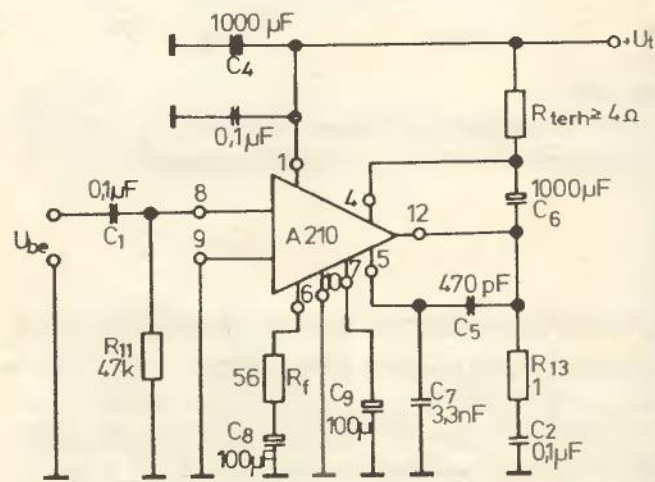 1000 µF
C4
+Ut
0,1µF
Rterh ≥ 4 Ω
1
4
1000µF
C6
0,1µF
8
12
C1
A 210
Ube
9
5
7
10
6
470 pF
C5
R11
47k
56
Rf
C9
100µ
C7
3,3nF
R13
1
C8
100µF
C2
0,1µF